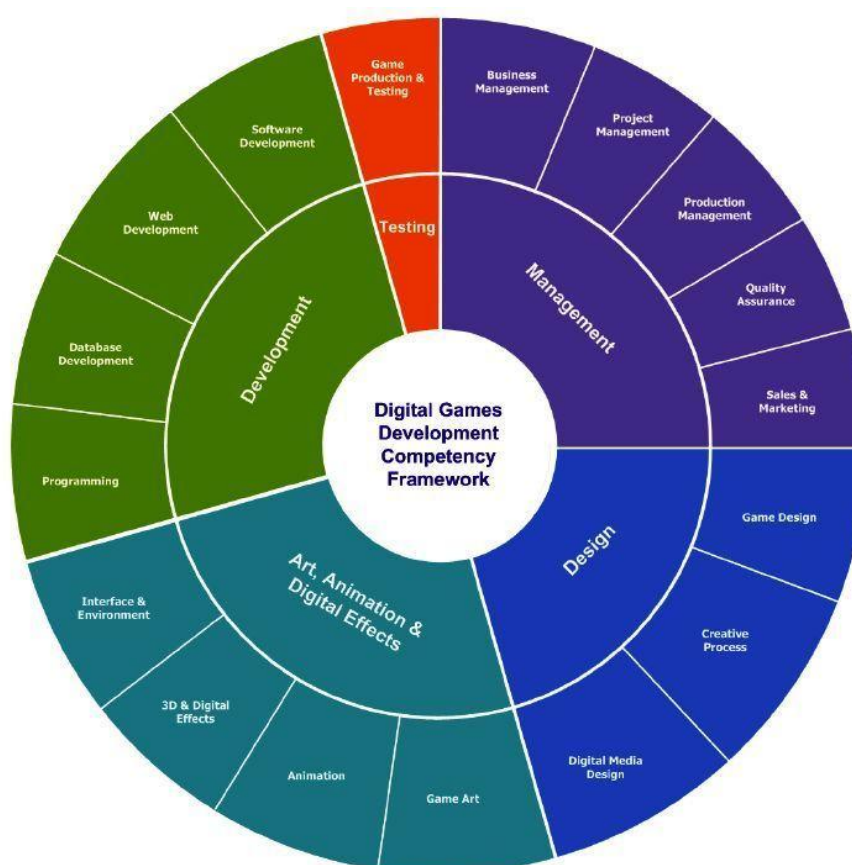 Digital Games
Development
Competency
Framework
Testing
Game
Production &
Testing
Management
Business
Management
Project
Management
Production
Management
Quality
Assurance
Sales &
Marketing
Design
Game Design
Creative
Process
Digital Media
Design
Art, Animation &
Digital Effects
Game Art
Animation
3D & Digital
Effects
Interface &
Environment
Development
Programming
Database
Development
Web
Development
Software
Development